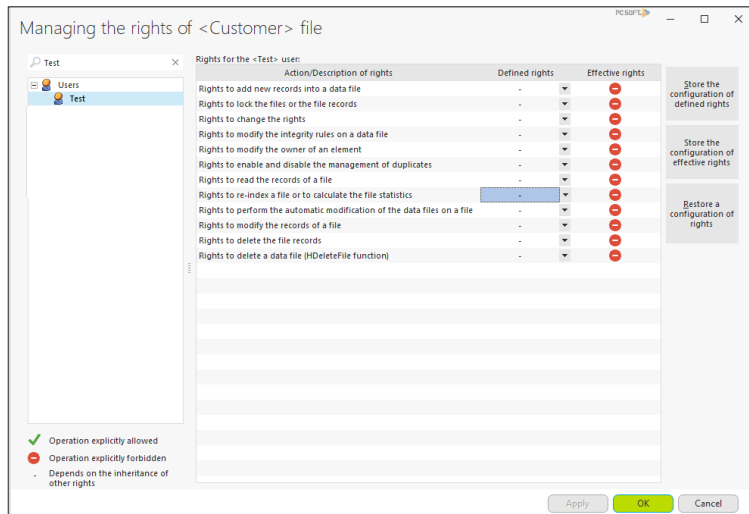 PC SOFT
Managing the rights of <Customer> file
Test
Users
Test
Rights for the <Test> user:
Action/Description of rights Defined rights Effective rights
Rights to add new records into a data file -
Rights to lock the files or the file records -
Rights to change the rights -
Rights to modify the integrity rules on a data file -
Rights to modify the owner of an element -
Rights to enable and disable the management of duplicates -
Rights to read the records of a file -
Rights to re-index a file or to calculate the file statistics -
Rights to perform the automatic modification of the data files on a file -
Rights to modify the records of a file -
Rights to delete the file records -
Rights to delete a data file (HDeleteFile function) -
Store the
configuration of
defined rights
Store the
configuration of
effective rights
Restore a
configuration of
rights
Operation explicitly allowed
Operation explicitly forbidden
- Depends on the inheritance of
other rights
Apply OK Cancel